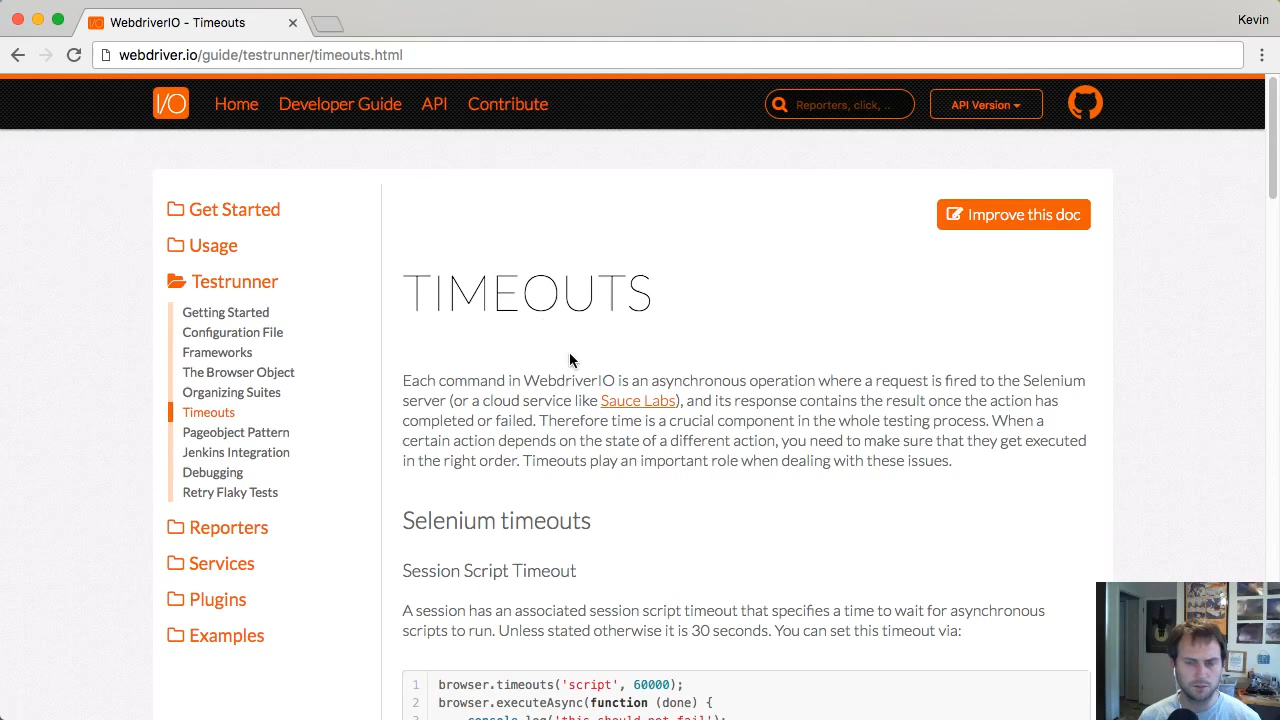 WebdriverIO - Timeouts
Kevin
webdriver.io/guide/testrunner/timeouts.html
I/O
Home
Developer Guide
API
Contribute
Reporters, click, ..
API Version
Get Started
Usage
Testrunner
Getting Started
Configuration File
Frameworks
The Browser Object
Organizing Suites
Timeouts
Pageobject Pattern
Jenkins Integration
Debugging
Retry Flaky Tests
Reporters
Services
Plugins
Examples
Improve this doc
TIMEOUTS
Each command in WebdriverIO is an asynchronous operation where a request is fired to the Selenium
server (or a cloud service like Sauce Labs), and its response contains the result once the action has
completed or failed. Therefore time is a crucial component in the whole testing process. When a
certain action depends on the state of a different action, you need to make sure that they get executed
in the right order. Timeouts play an important role when dealing with these issues.
Selenium timeouts
Session Script Timeout
A session has an associated session script timeout that specifies a time to wait for asynchronous
scripts to run. Unless stated otherwise it is 30 seconds. You can set this timeout via:
1 browser.timeouts('script', 60000);
2 browser.executeAsync(function (done) {
3 console.log('this should not fail');